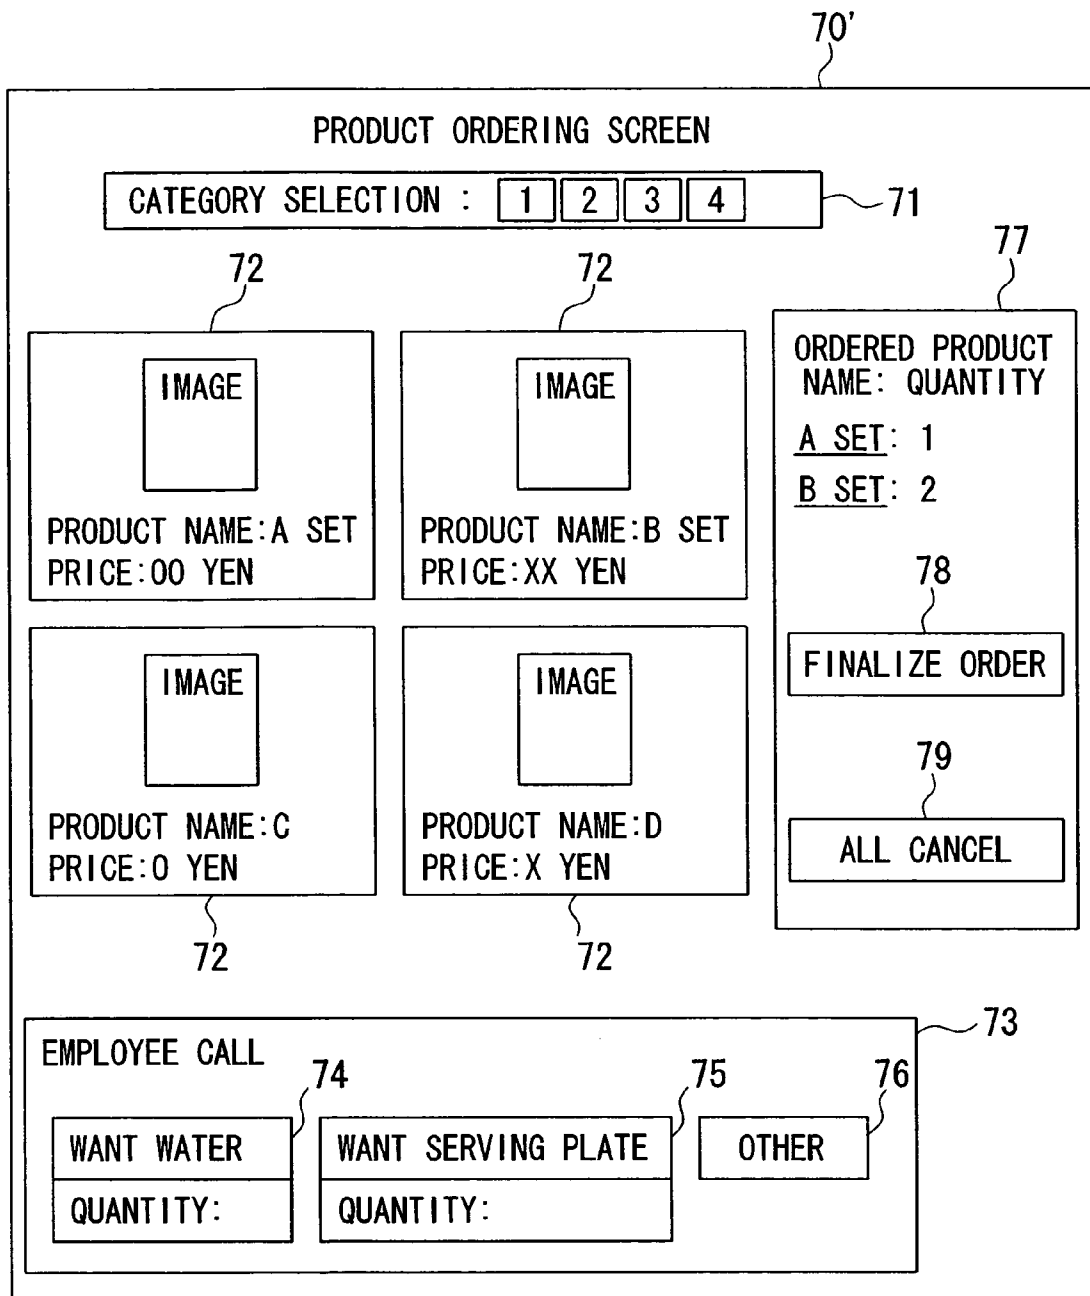 70'
PRODUCT ORDERING SCREEN
CATEGORY SELECTION : 1 2 3 4
71
72
72
77
IMAGE
PRODUCT NAME:A SET
PRICE:OO YEN
IMAGE
PRODUCT NAME:B SET
PRICE:XX YEN
ORDERED PRODUCT
NAME: QUANTITY
A SET: 1
B SET: 2
78
FINALIZE ORDER
79
ALL CANCEL
IMAGE
PRODUCT NAME:C
PRICE:O YEN
72
IMAGE
PRODUCT NAME:D
PRICE:X YEN
72
73
EMPLOYEE CALL
74
WANT WATER
QUANTITY:
75
WANT SERVING PLATE
QUANTITY:
76
OTHER